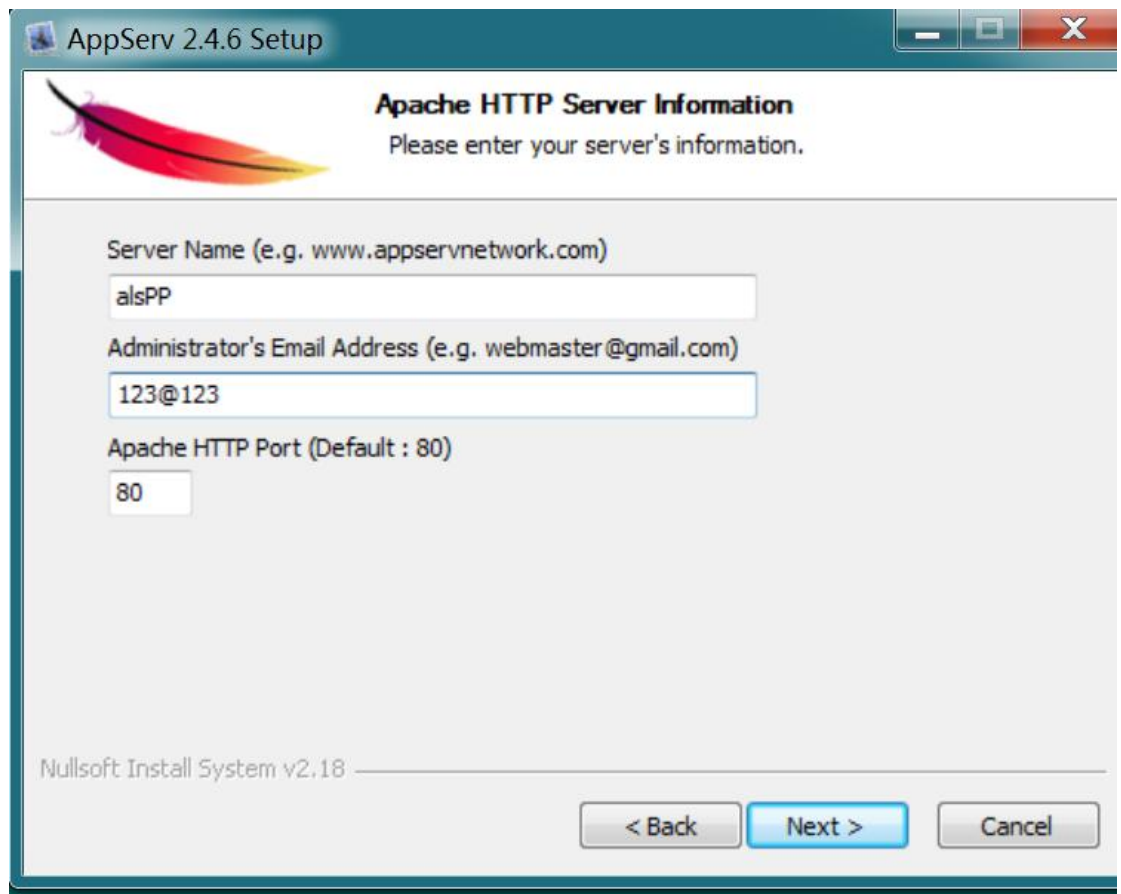 AppServ 2.4.6 Setup
Apache HTTP Server Information
Please enter your server's information.
Server Name (e.g. www.appservnetwork.com)
alsPP
Administrator's Email Address (e.g. webmaster@gmail.com)
123@123
Apache HTTP Port (Default : 80)
80
Nullsoft Install System v2.18
< Back Next > Cancel